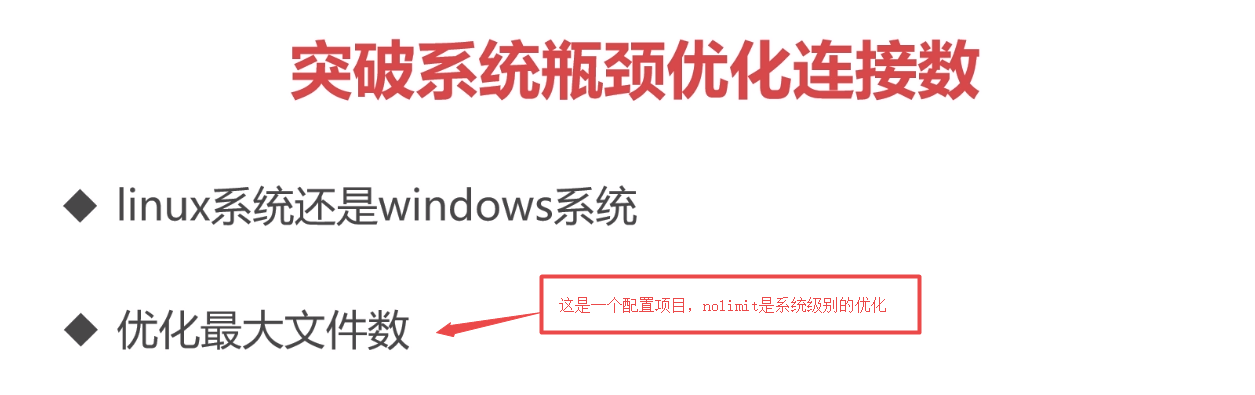 突破系统瓶颈优化连接数
linux系统还是windows系统
这是一个配置项目，nolimit是系统级别的优化
优化最大文件数